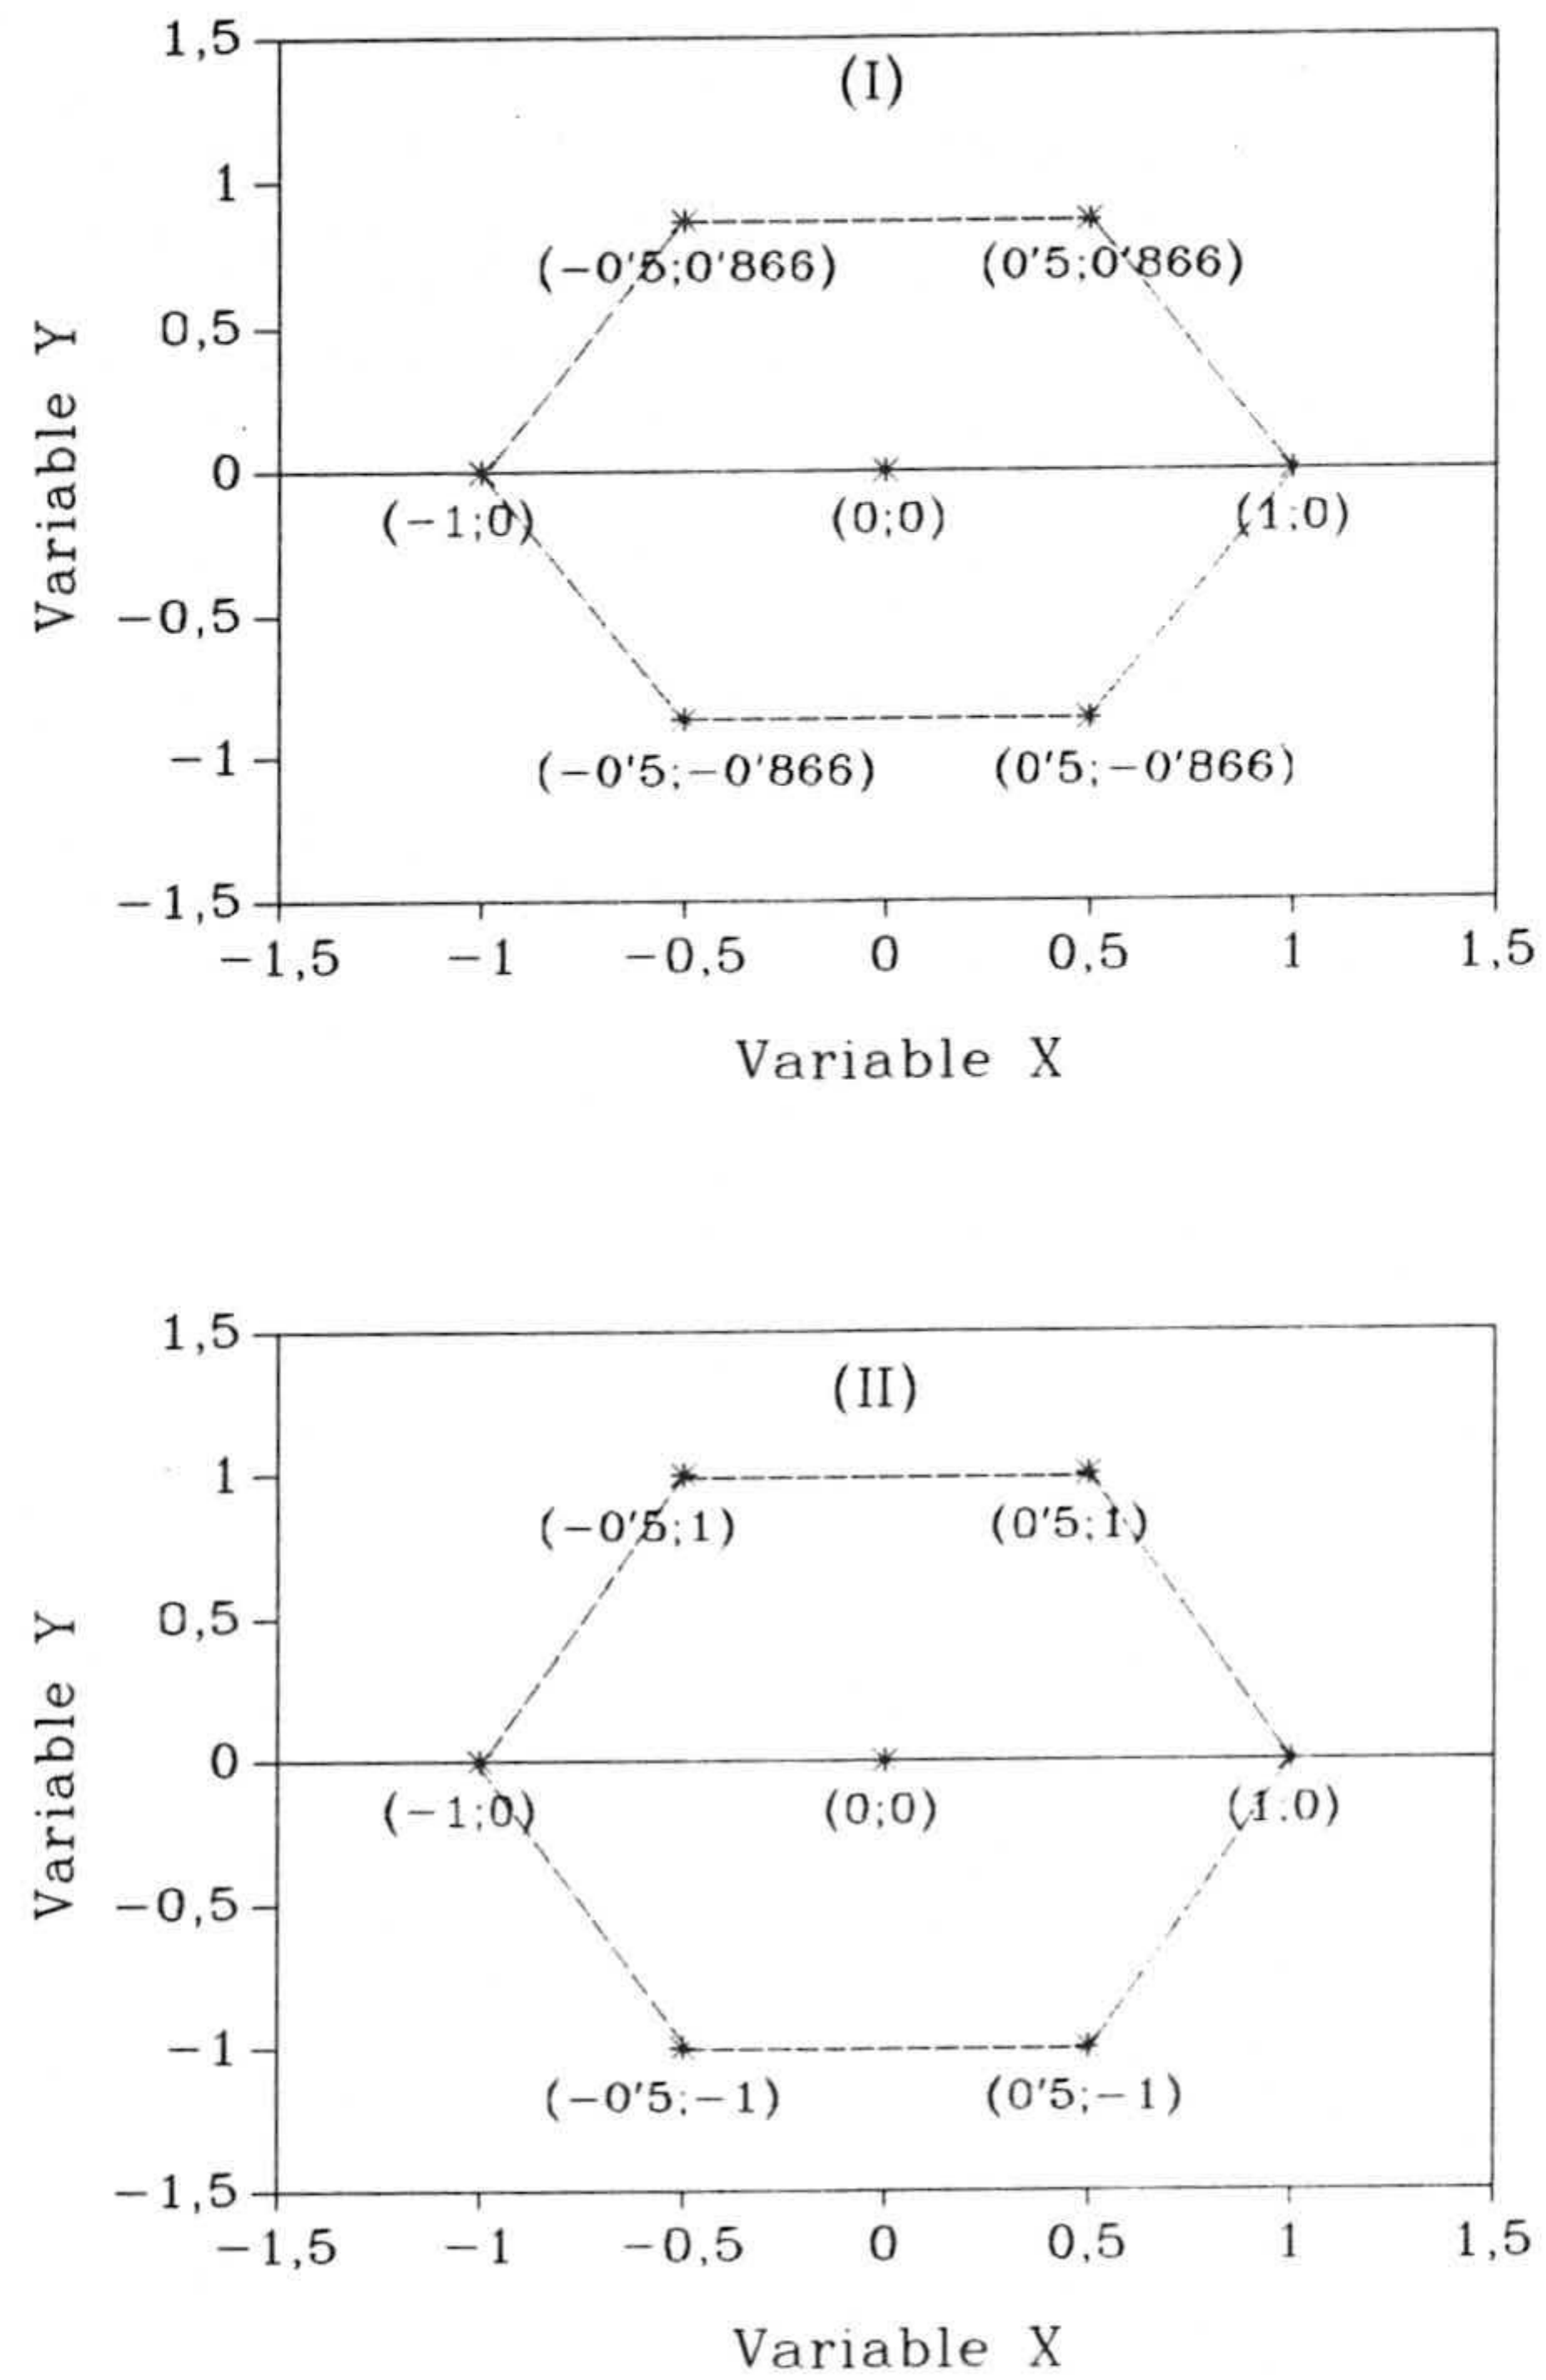 1,5
(I)
1
(−0'5;0'866) (0'5;0'866)
0,5
0
(−1;0) (0;0) (1;0)
−0,5
−1
(−0'5;−0'866) (0'5;−0'866)
−1,5
−1,5 −1 −0,5 0 0,5 1 1,5
Variable Y
Variable X
1,5
(II)
1
(−0'5;1) (0'5;1)
0,5
0
(−1;0) (0;0) (1;0)
−0,5
−1
(−0'5;−1) (0'5;−1)
−1,5
−1,5 −1 −0,5 0 0,5 1 1,5
Variable Y
Variable X